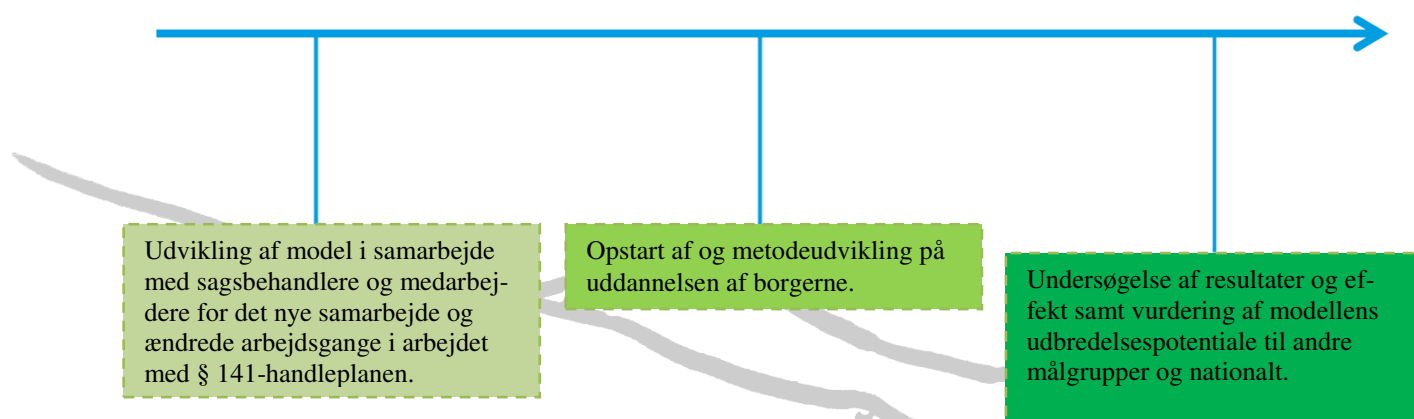 Udvikling af model i samarbejde
med sagsbehandlere og medarbej-
dere for det nye samarbejde og
ændrede arbejdsgange i arbejdet
med § 141-handleplanen.
Opstart af og metodeudvikling på
uddannelsen af borgerne.
Undersøgelse af resultater og ef-
fekt samt vurdering af modellens
udbredelsespotentiale til andre
målgrupper og nationalt.